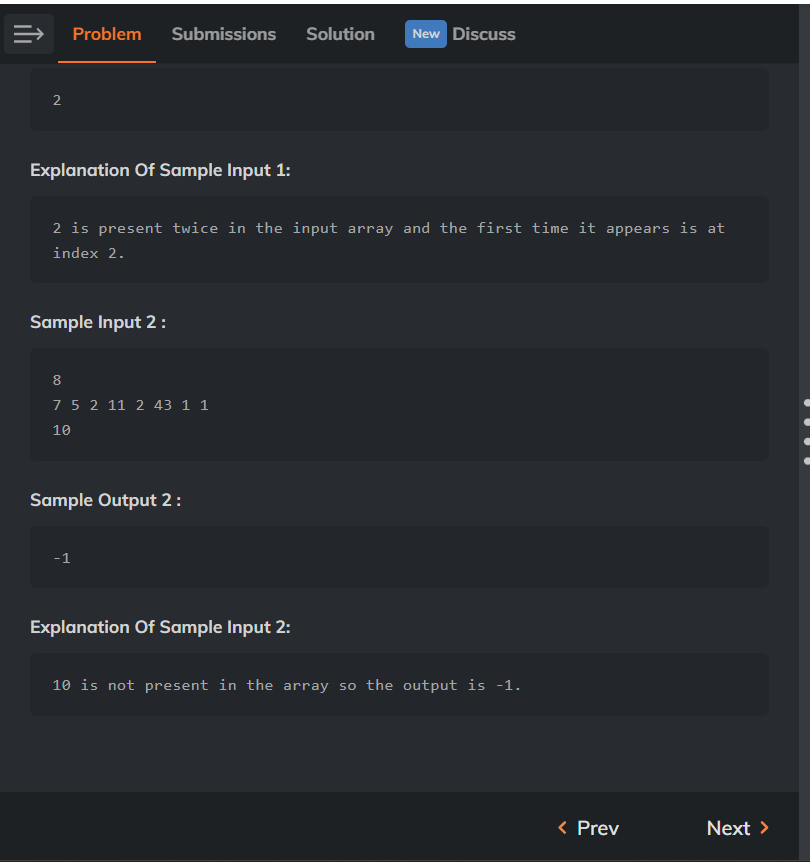 Problem Submissions Solution New Discuss
2
Explanation Of Sample Input 1:
2 is present twice in the input array and the first time it appears is at
index 2.
Sample Input 2 :
8
7 5 2 11 2 43 1 1
10
Sample Output 2 :
-1
Explanation Of Sample Input 2:
10 is not present in the array so the output is -1.
Prev Next